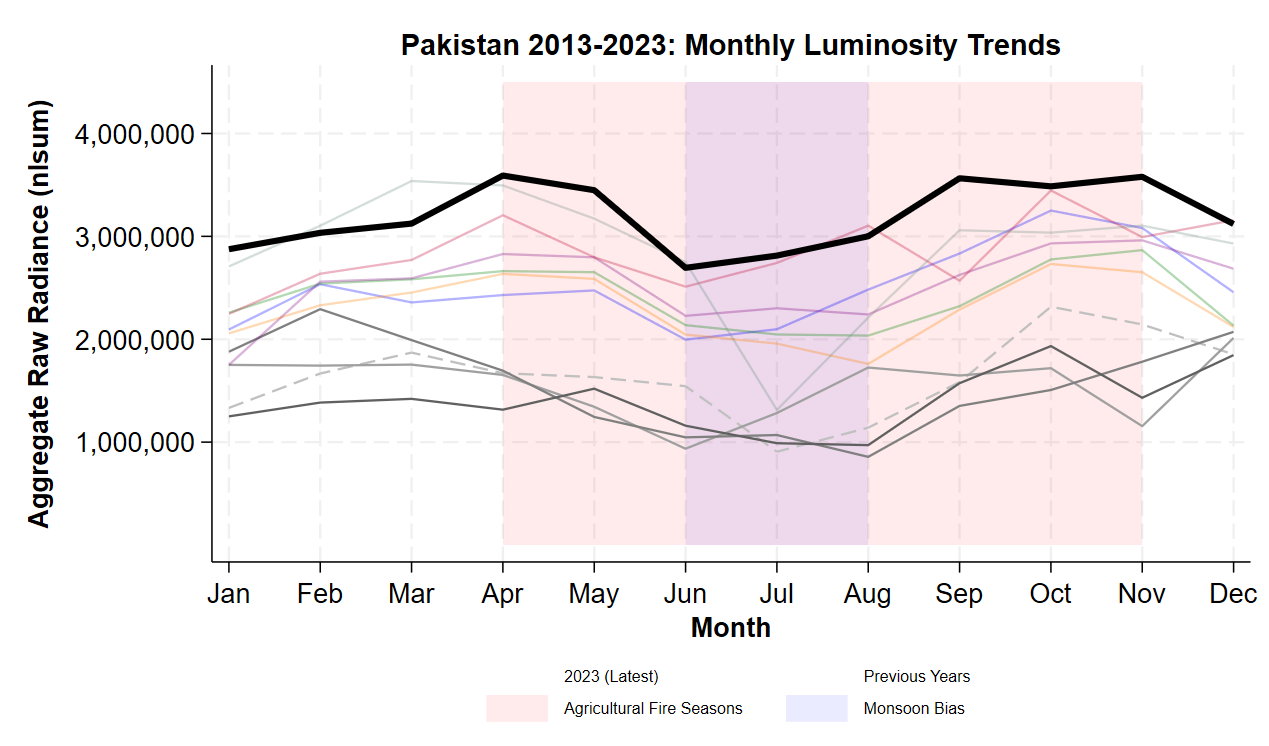 Pakistan 2013-2023: Monthly Luminosity Trends
Aggregate Raw Radiance (nlsum)
4,000,000
3,000,000
2,000,000
1,000,000
Jan Feb Mar Apr May Jun Jul Aug Sep Oct Nov Dec
Month
2023 (Latest) Previous Years
Agricultural Fire Seasons Monsoon Bias